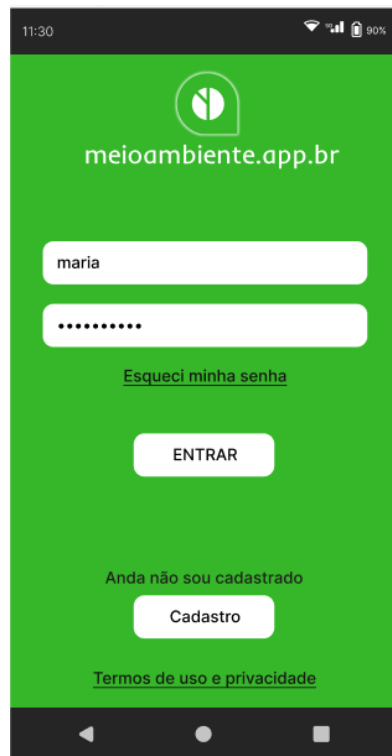 11:30 5G 90%
meioambiente.app.br
maria
••••••••••
Esqueci minha senha
ENTRAR
Anda não sou cadastrado
Cadastro
Termos de uso e privacidade